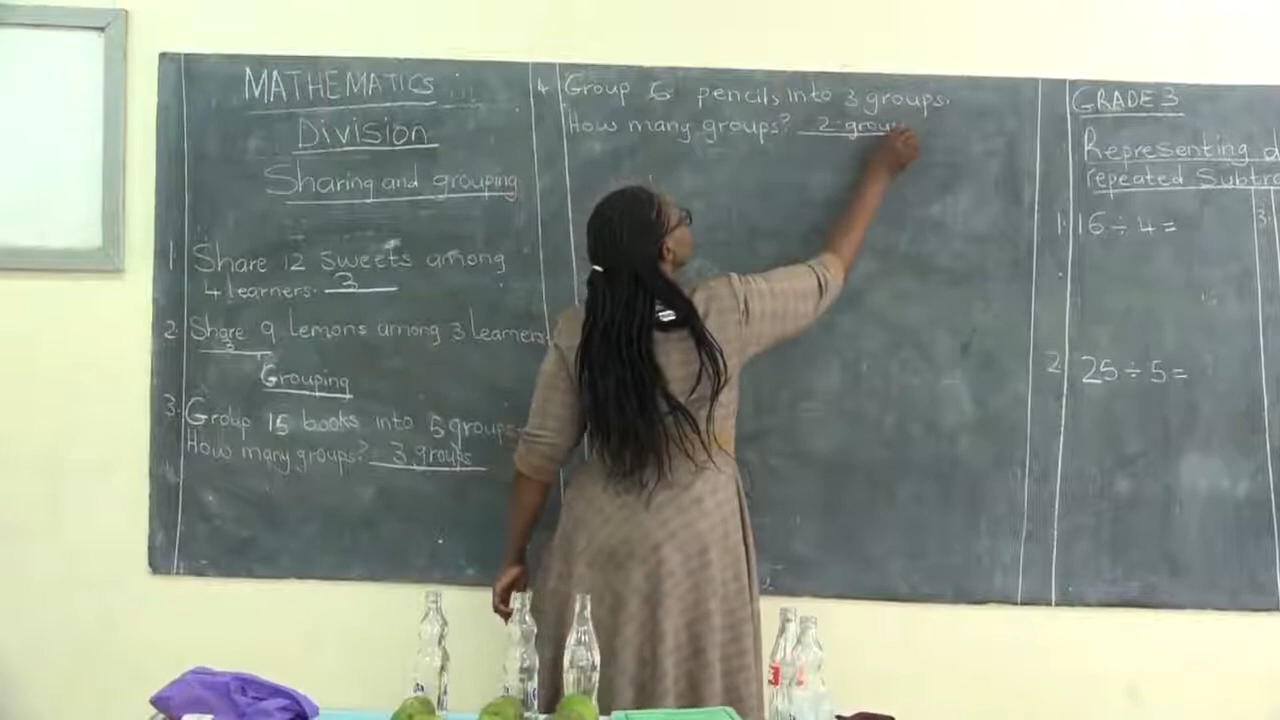 MATHEMATICS
Division
Sharing and grouping
1 Share 12 sweets among
4 learners. 3
2. Share 9 Lemons among 3 Learners
3
Grouping
3. Group 15 books into 5 groups.
How many groups? 3 groups
4. Group 6 pencils into 3 groups.
How many groups? 2 grou
GRADE 3
Representing d
repeated Subtra
1. 16 ÷ 4 =
3.
2 25 ÷ 5 =